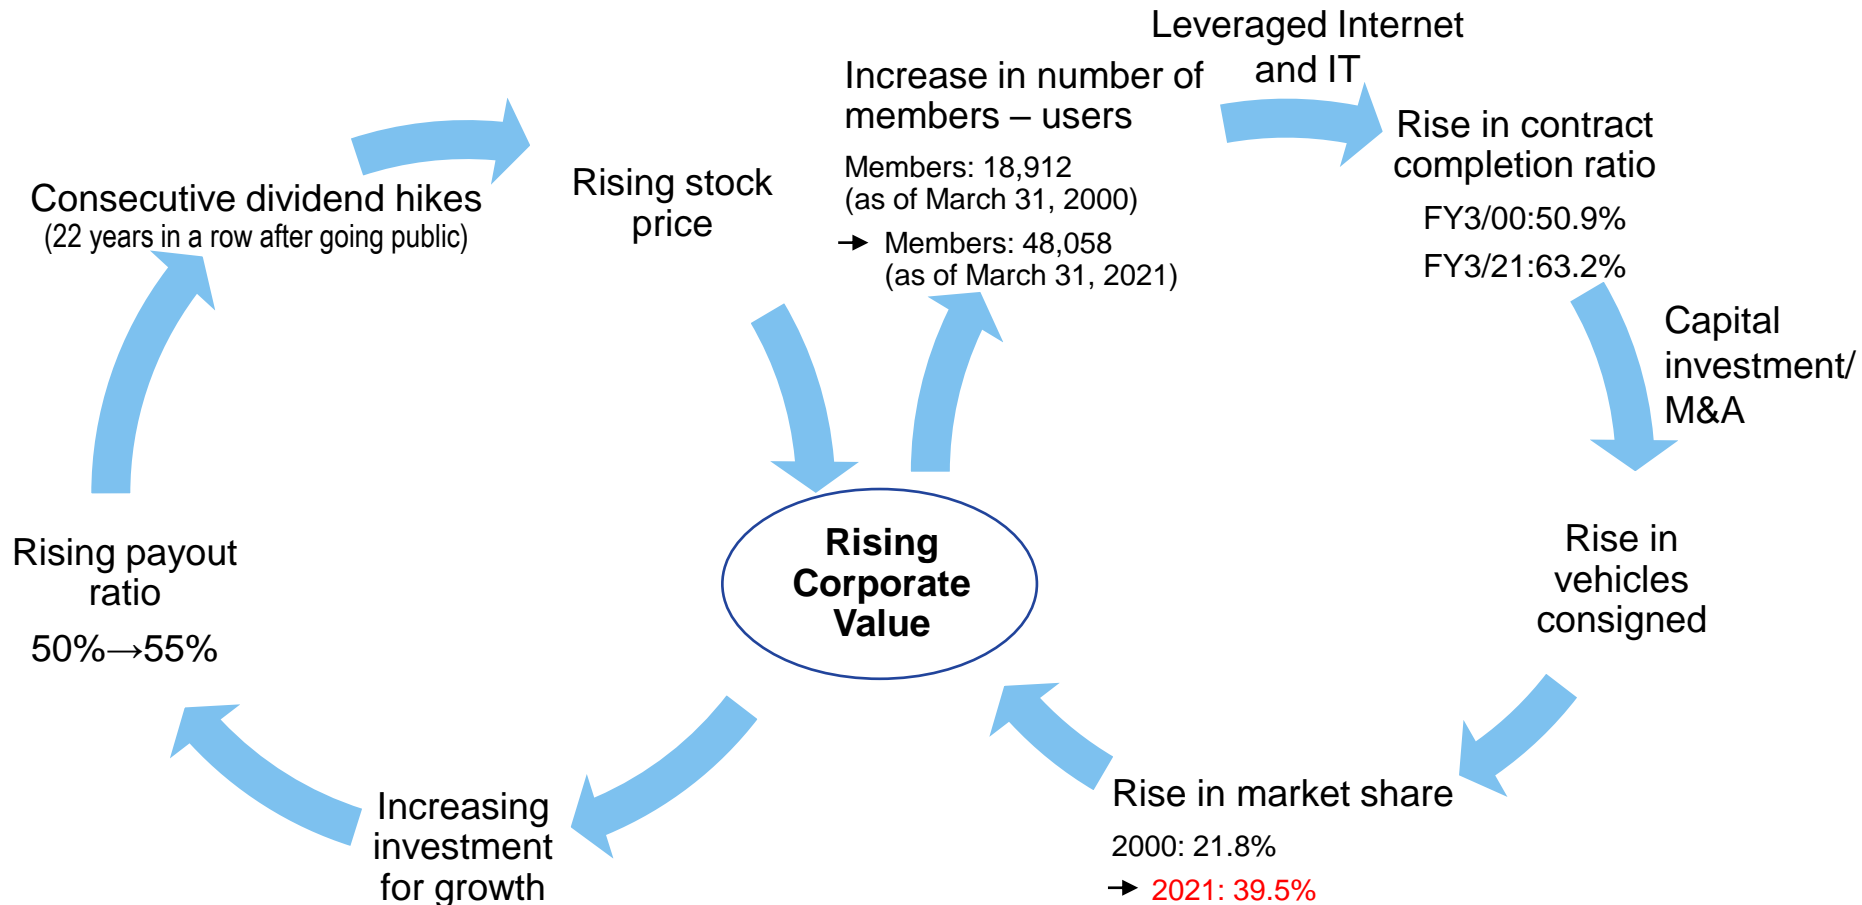 Leveraged Internet
and IT
Increase in number of
members – users
Members: 18,912
(as of March 31, 2000)
→ Members: 48,058
(as of March 31, 2021)
Rise in contract
completion ratio
FY3/00:50.9%
FY3/21:63.2%
Capital
investment/
M&A
Rise in
vehicles
consigned
Rise in market share
2000: 21.8%
→ 2021: 39.5%
Rising
Corporate
Value
Increasing
investment
for growth
Rising payout
ratio
50%→55%
Consecutive dividend hikes
(22 years in a row after going public)
Rising stock
price